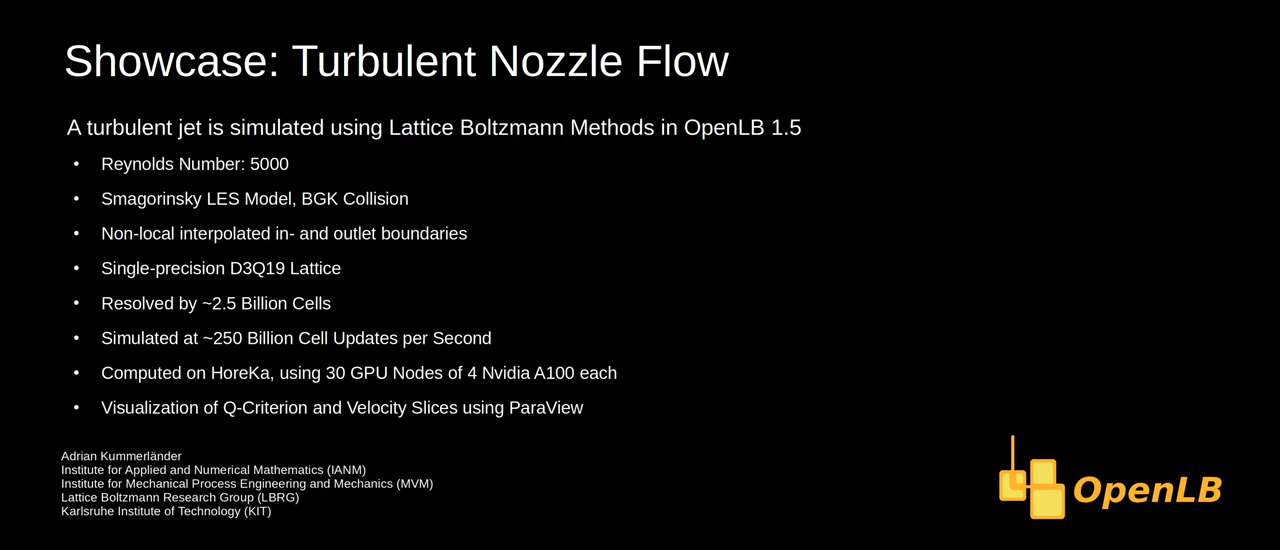 Showcase: Turbulent Nozzle Flow
A turbulent jet is simulated using Lattice Boltzmann Methods in OpenLB 1.5
• Reynolds Number: 5000
• Smagorinsky LES Model, BGK Collision
• Non-local interpolated in- and outlet boundaries
• Single-precision D3Q19 Lattice
• Resolved by ~2.5 Billion Cells
• Simulated at ~250 Billion Cell Updates per Second
• Computed on HoreKa, using 30 GPU Nodes of 4 Nvidia A100 each
• Visualization of Q-Criterion and Velocity Slices using ParaView
Adrian Kummerländer
Institute for Applied and Numerical Mathematics (IANM)
Institute for Mechanical Process Engineering and Mechanics (MVM)
Lattice Boltzmann Research Group (LBRG)
Karlsruhe Institute of Technology (KIT)
OpenLB